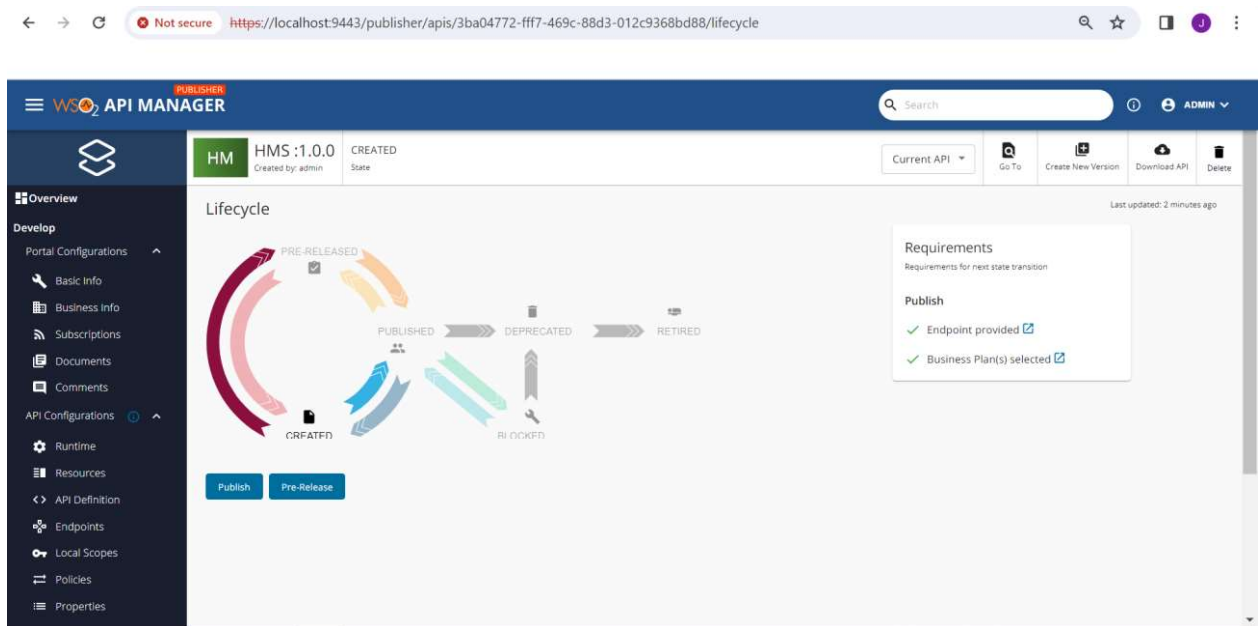 Not secure https://localhost:9443/publisher/apis/3ba04772-fff7-469c-88d3-012c9368bd88/lifecycle J
PUBLISHER
WSO2 API MANAGER Search ADMIN
HM HMS :1.0.0 CREATED Current API Go To Create New Version Download API Delete
Created by: admin State
Overview
Lifecycle Last updated: 2 minutes ago
Develop
Portal Configurations
Basic Info
Business Info
Subscriptions
Documents
Comments
API Configurations
Runtime
Resources
API Definition
Endpoints
Local Scopes
Policies
Properties
PRE-RELEASED
PUBLISHED DEPRECATED RETIRED
CREATED BLOCKED
Publish Pre-Release
Requirements
Requirements for next state transition
Publish
Endpoint provided
Business Plan(s) selected